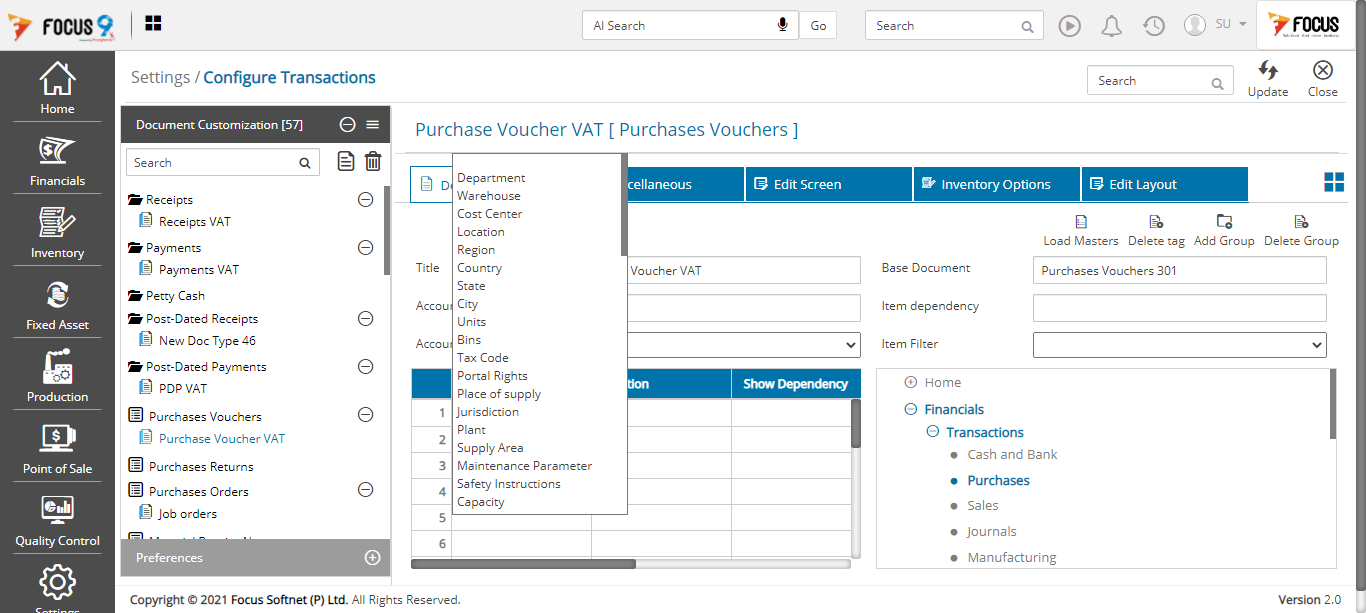 FOCUS 9
AI Search
Go
Search
SU
FOCUS
Home
Financials
Inventory
Fixed Asset
Production
Point of Sale
Quality Control
Settings
Settings / Configure Transactions
Search
Update
Close
Document Customization [57]
Search
Receipts
Receipts VAT
Payments
Payments VAT
Petty Cash
Post-Dated Receipts
New Doc Type 46
Post-Dated Payments
PDP VAT
Purchases Vouchers
Purchase Voucher VAT
Purchases Returns
Purchases Orders
Job orders
Preferences
Purchase Voucher VAT [ Purchases Vouchers ]
cellaneous
Edit Screen
Inventory Options
Edit Layout
Load Masters
Delete tag
Add Group
Delete Group
Title
Voucher VAT
Base Document
Purchases Vouchers 301
Accou
Item dependency
Accou
Item Filter
Department
Warehouse
Cost Center
Location
Region
Country
State
City
Units
Bins
Tax Code
Portal Rights
Place of supply
Jurisdiction
Plant
Supply Area
Maintenance Parameter
Safety Instructions
Capacity
tion
Show Dependency
1
2
3
4
5
6
Home
Financials
Transactions
Cash and Bank
Purchases
Sales
Journals
Manufacturing
Copyright © 2021 Focus Softnet (P) Ltd. All Rights Reserved.
Version 2.0